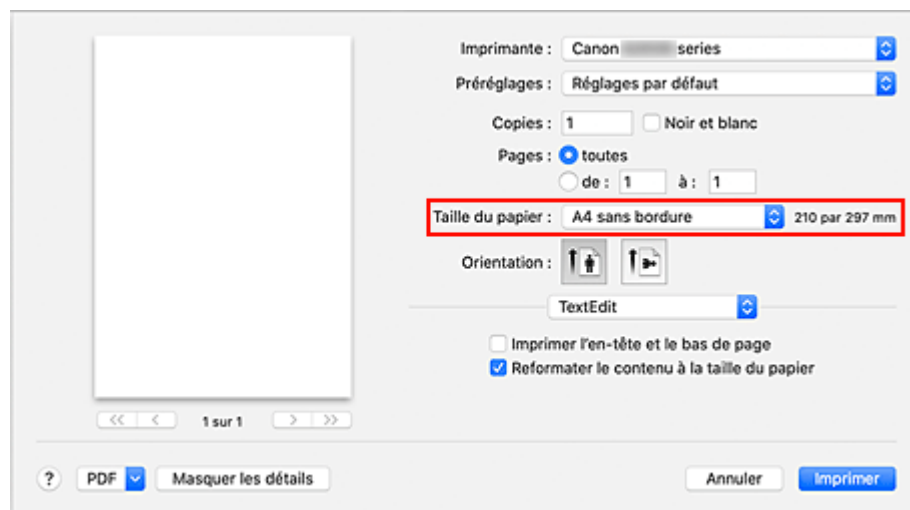 Imprimante : Canon series
Préréglages : Réglages par défaut
Copies : 1 Noir et blanc
Pages : toutes
de : 1 à : 1
Taille du papier : A4 sans bordure 210 par 297 mm
Orientation :
TextEdit
Imprimer l'en-tête et le bas de page
Reformater le contenu à la taille du papier
<< < 1 sur 1 > >>
? PDF Masquer les détails Annuler Imprimer